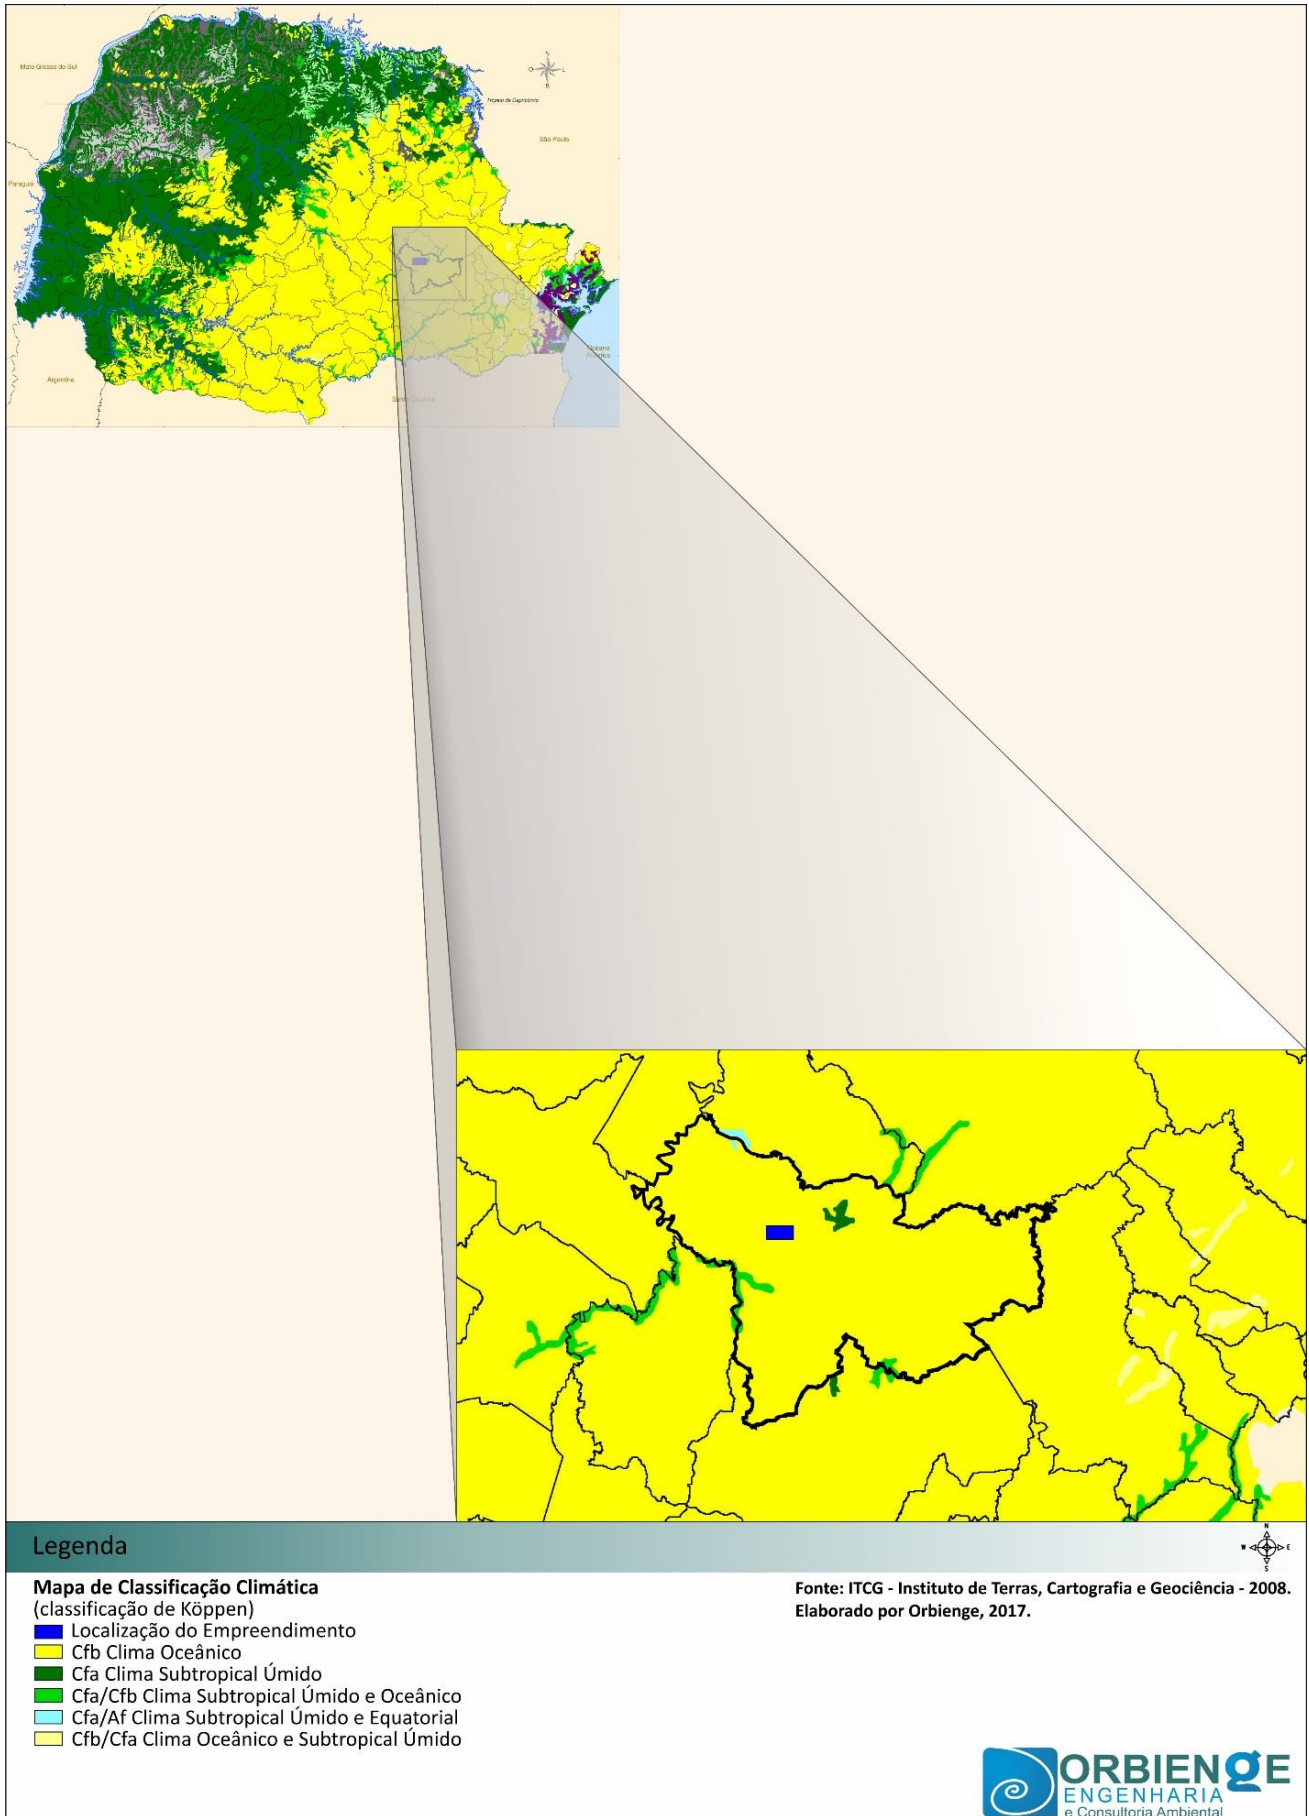 Mato Grosso do Sul
N
O
L
S
Trópico de Capricórnio
São Paulo
Paraguai
Oceano
Atlântico
Argentina
Santa Catarina
Legenda
N
W
E
S
Mapa de Classificação Climática
(classificação de Köppen)
Localização do Empreendimento
Cfb Clima Oceânico
Cfa Clima Subtropical Úmido
Cfa/Cfb Clima Subtropical Úmido e Oceânico
Cfa/Af Clima Subtropical Úmido e Equatorial
Cfb/Cfa Clima Oceânico e Subtropical Úmido
Fonte: ITCG - Instituto de Terras, Cartografia e Geociência - 2008.
Elaborado por Orbienge, 2017.
ORBIENgE
ENGENHARIA
e Consultoria Ambiental